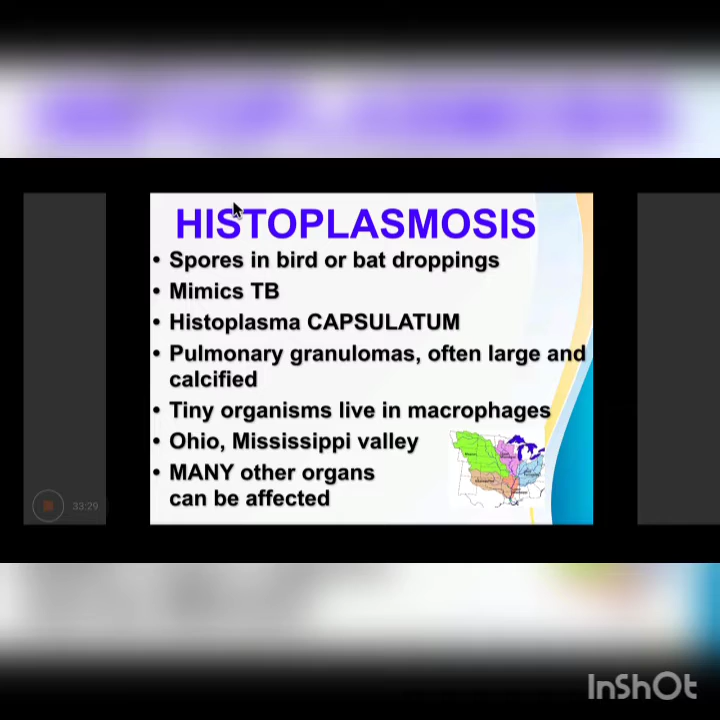 HISTOPLASMOSIS
• Spores in bird or bat droppings
• Mimics TB
• Histoplasma CAPSULATUM
• Pulmonary granulomas, often large and
calcified
• Tiny organisms live in macrophages
• Ohio, Mississippi valley
• MANY other organs
can be affected
33:29
InShOt